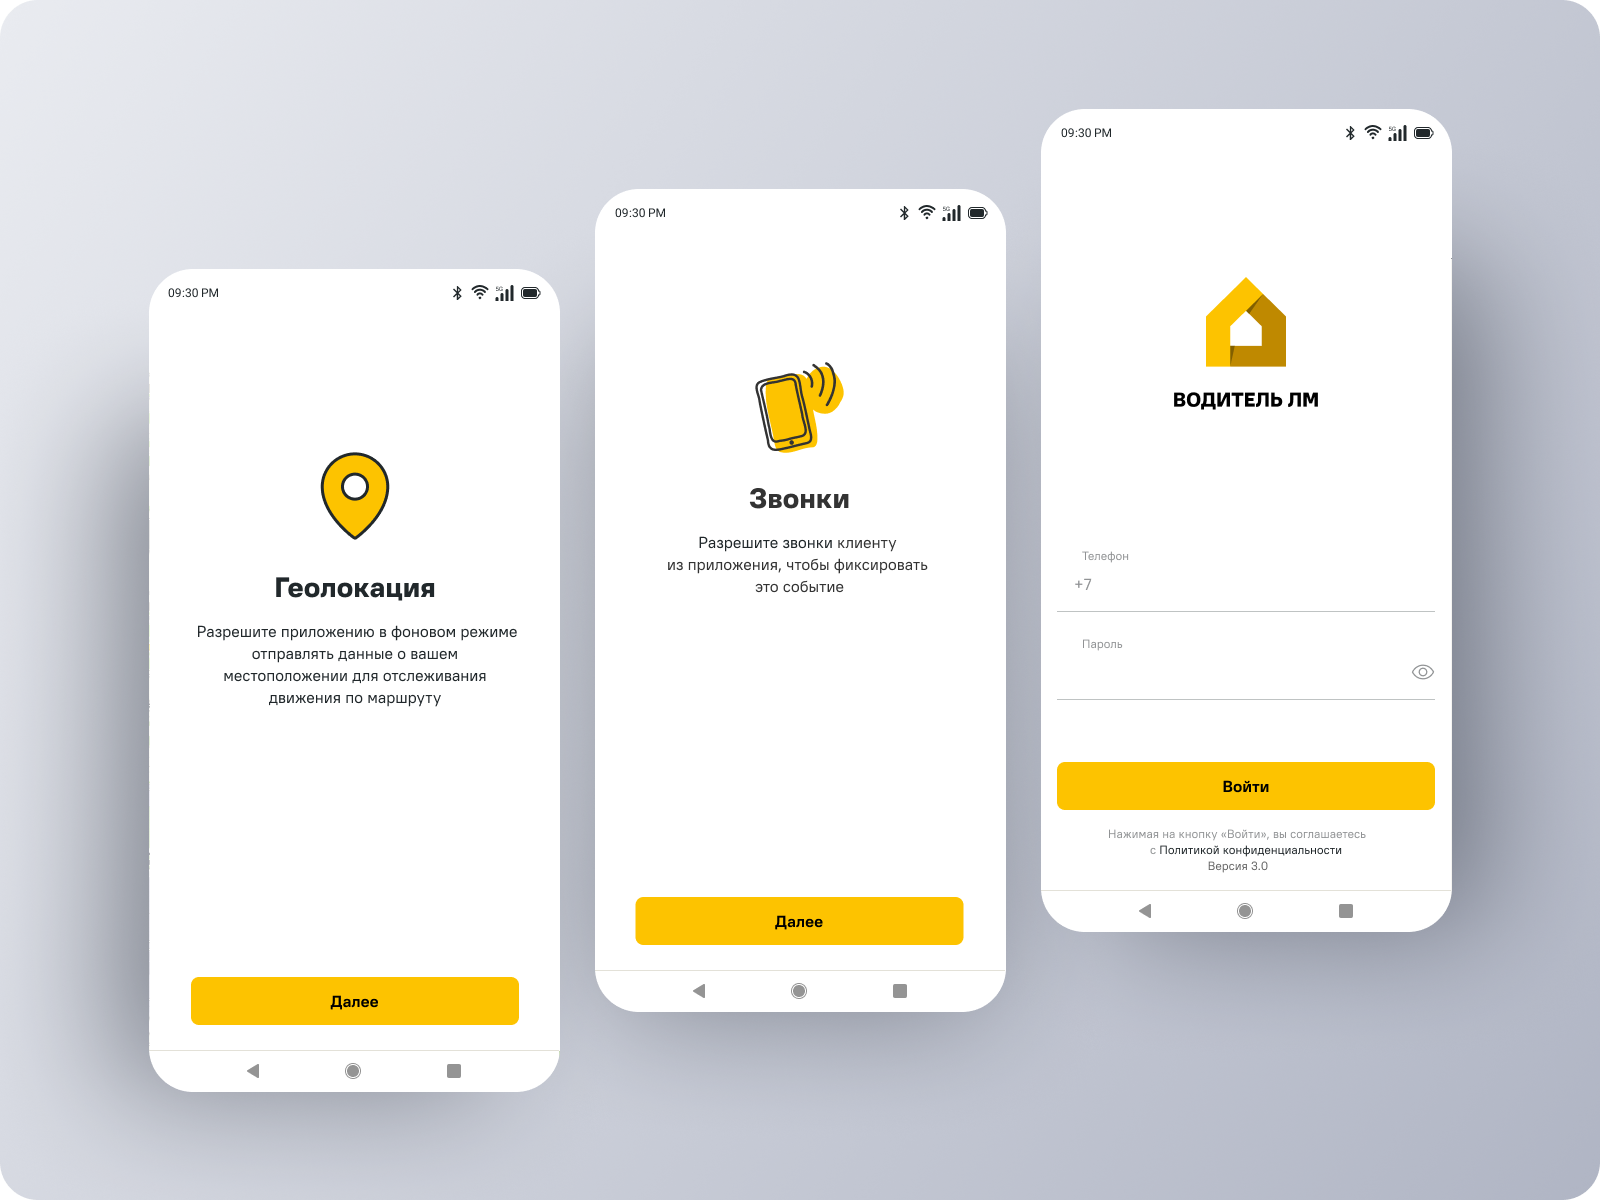 09:30 PM
5G
Геолокация
Разрешите приложению в фоновом режиме
отправлять данные о вашем
местоположении для отслеживания
движения по маршруту
Далее
09:30 PM
5G
Звонки
Разрешите звонки клиенту
из приложения, чтобы фиксировать
это событие
Далее
09:30 PM
5G
ВОДИТЕЛЬ ЛМ
Телефон
+7
Пароль
Войти
Нажимая на кнопку «Войти», вы соглашаетесь
с Политикой конфиденциальности
Версия 3.0